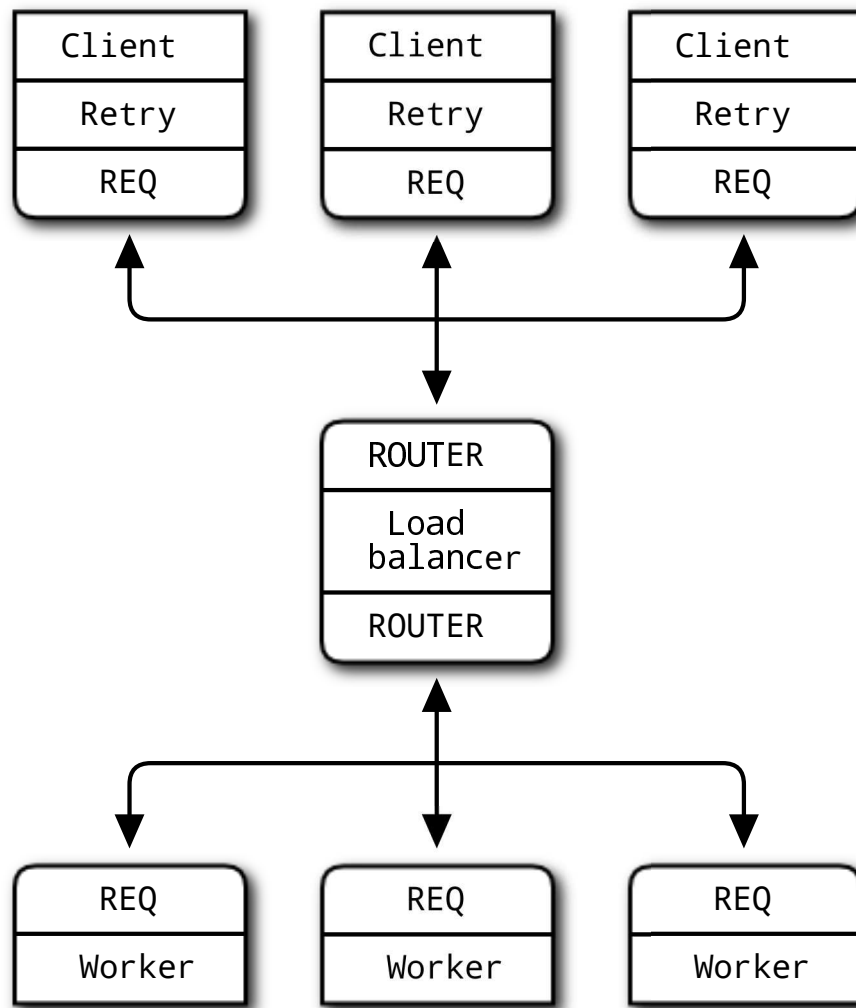 Client Client Client
Retry Retry Retry
REQ REQ REQ
ROUTER
Load
balancer
ROUTER
REQ REQ REQ
Worker Worker Worker